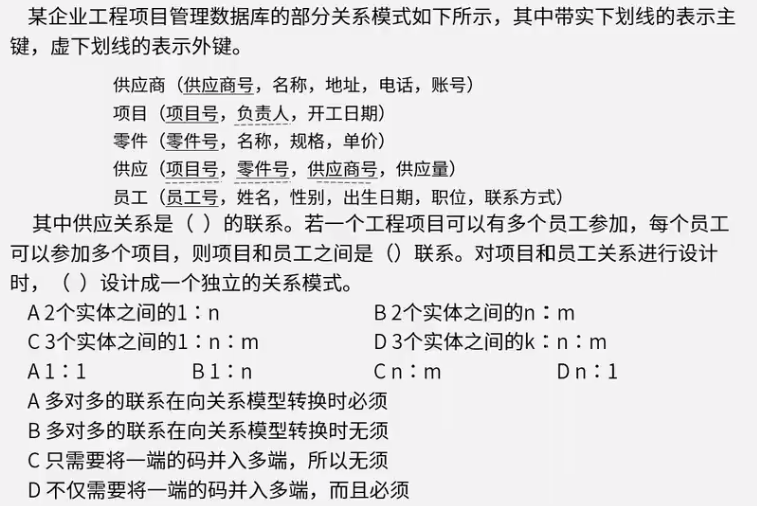 某企业工程项目管理数据库的部分关系模式如下所示，其中带实下划线的表示主
键，虚下划线的表示外键。
供应商（供应商号，名称，地址，电话，账号）
项目（项目号，负责人，开工日期）
零件（零件号，名称，规格，单价）
供应（项目号，零件号，供应商号，供应量）
员工（员工号，姓名，性别，出生日期，职位，联系方式）
其中供应关系是（ ）的联系。若一个工程项目可以有多个员工参加，每个员工
可以参加多个项目，则项目和员工之间是（）联系。对项目和员工关系进行设计
时，（ ）设计成一个独立的关系模式。
A 2个实体之间的1：n B 2个实体之间的n：m
C 3个实体之间的1：n：m D 3个实体之间的k：n：m
A 1：1 B 1：n C n：m D n：1
A 多对多的联系在向关系模型转换时必须
B 多对多的联系在向关系模型转换时无须
C 只需要将一端的码并入多端，所以无须
D 不仅需要将一端的码并入多端，而且必须